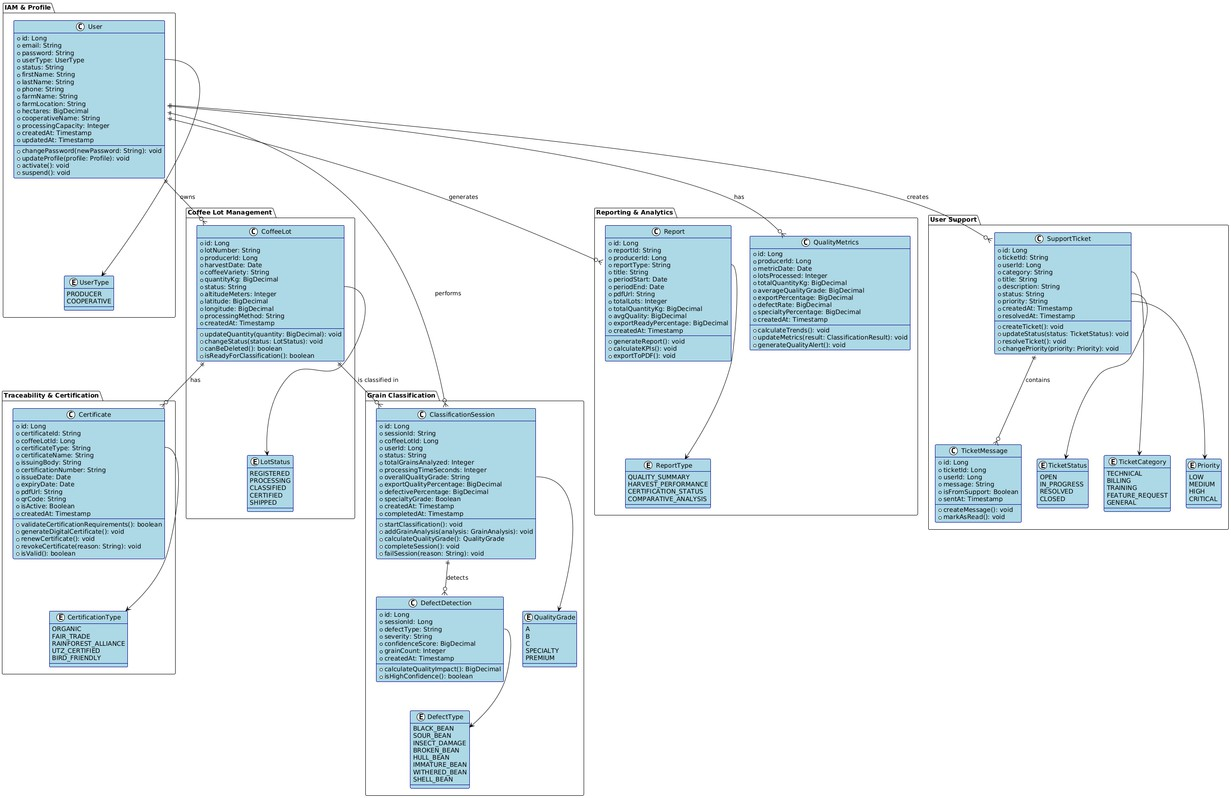 IAM & Profile
C User
id: Long
email: String
password: String
userType: UserType
status: String
firstName: String
lastName: String
phone: String
farmName: String
farmLocation: String
hectares: BigDecimal
cooperativeName: String
processingCapacity: Integer
createdAt: Timestamp
updatedAt: Timestamp
changePassword(newPassword: String): void
updateProfile(profile: Profile): void
activate(): void
suspend(): void
E UserType
PRODUCER
COOPERATIVE
owns
generates
has
creates
performs
Coffee Lot Management
C CoffeeLot
id: Long
lotNumber: String
producerId: Long
harvestDate: Date
coffeeVariety: String
quantityKg: BigDecimal
status: String
altitudeMeters: Integer
latitude: BigDecimal
longitude: BigDecimal
processingMethod: String
createdAt: Timestamp
updateQuantity(quantity: BigDecimal): void
changeStatus(status: LotStatus): void
canBeDeleted(): boolean
isReadyForClassification(): boolean
has
is classified in
E LotStatus
REGISTERED
PROCESSING
CLASSIFIED
CERTIFIED
SHIPPED
Reporting & Analytics
C Report
id: Long
reportId: String
producerId: Long
reportType: String
title: String
periodStart: Date
periodEnd: Date
pdfUrl: String
totalLots: Integer
totalQuantityKg: BigDecimal
avgQuality: BigDecimal
exportReadyPercentage: BigDecimal
createdAt: Timestamp
generateReport(): void
calculateKPIs(): void
exportToPDF(): void
C QualityMetrics
id: Long
producerId: Long
metricDate: Date
lotsProcessed: Integer
totalQuantityKg: BigDecimal
averageQualityGrade: BigDecimal
exportPercentage: BigDecimal
defectRate: BigDecimal
specialtyPercentage: BigDecimal
createdAt: Timestamp
calculateTrends(): void
updateMetrics(result: ClassificationResult): void
generateQualityAlert(): void
E ReportType
QUALITY_SUMMARY
HARVEST_PERFORMANCE
CERTIFICATION_STATUS
COMPARATIVE_ANALYSIS
User Support
C SupportTicket
id: Long
ticketId: String
userId: Long
category: String
title: String
description: String
status: String
priority: String
createdAt: Timestamp
resolvedAt: Timestamp
createTicket(): void
updateStatus(status: TicketStatus): void
resolveTicket(): void
changePriority(priority: Priority): void
contains
C TicketMessage
id: Long
ticketId: Long
userId: Long
message: String
isFromSupport: Boolean
sentAt: Timestamp
createMessage(): void
markAsRead(): void
E TicketStatus
OPEN
IN_PROGRESS
RESOLVED
CLOSED
E TicketCategory
TECHNICAL
BILLING
TRAINING
FEATURE_REQUEST
GENERAL
E Priority
LOW
MEDIUM
HIGH
CRITICAL
Traceability & Certification
C Certificate
id: Long
certificateId: String
coffeeLotId: Long
certificateType: String
certificateName: String
issuingBody: String
certificationNumber: String
issueDate: Date
expiryDate: Date
pdfUrl: String
qrCode: String
isActive: Boolean
createdAt: Timestamp
validateCertificationRequirements(): boolean
generateDigitalCertificate(): void
renewCertificate(): void
revokeCertificate(reason: String): void
isValid(): boolean
E CertificationType
ORGANIC
FAIR_TRADE
RAINFOREST_ALLIANCE
UTZ_CERTIFIED
BIRD_FRIENDLY
Grain Classification
C ClassificationSession
id: Long
sessionId: String
coffeeLotId: Long
userId: Long
status: String
totalGrainsAnalyzed: Integer
processingTimeSeconds: Integer
overallQualityGrade: String
exportQualityPercentage: BigDecimal
defectivePercentage: BigDecimal
specialtyGrade: Boolean
createdAt: Timestamp
completedAt: Timestamp
startClassification(): void
addGrainAnalysis(analysis: GrainAnalysis): void
calculateQualityGrade(): QualityGrade
completeSession(): void
failSession(reason: String): void
detects
C DefectDetection
id: Long
sessionId: Long
defectType: String
severity: String
confidenceScore: BigDecimal
grainCount: Integer
createdAt: Timestamp
calculateQualityImpact(): BigDecimal
isHighConfidence(): boolean
E QualityGrade
A
B
C
SPECIALTY
PREMIUM
E DefectType
BLACK_BEAN
SOUR_BEAN
INSECT_DAMAGE
BROKEN_BEAN
HULL_BEAN
IMMATURE_BEAN
WITHERED_BEAN
SHELL_BEAN